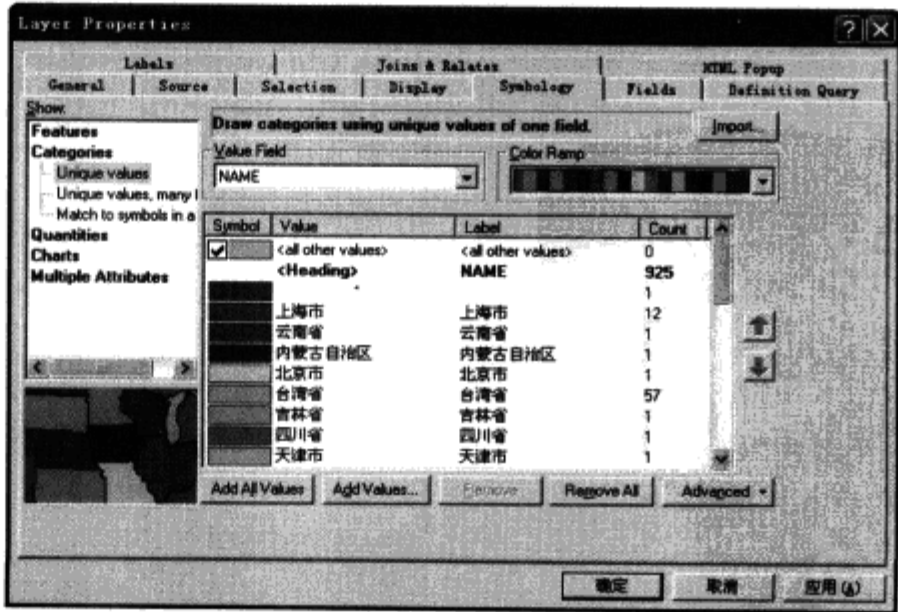 Layer Properties
Labels Joins & Relates HTML Popup
General Source Selection Display Symbology Fields Definition Query
Show:
Features
Categories
Unique values
Unique values, many
Match to symbols in a
Quantities
Charts
Multiple Attributes
Draw categories using unique values of one field.
Import...
Value Field
NAME
Color Ramp
Symbol Value Label Count
<all other values> <all other values> 0
<Heading> NAME 925
1
上海市 上海市 12
云南省 云南省 1
内蒙古自治区 内蒙古自治区 1
北京市 北京市 1
台湾省 台湾省 57
吉林省 吉林省 1
四川省 四川省 1
天津市 天津市 1
Add All Values Add Values... Remove Remove All Advanced
确定 取消 应用(A)